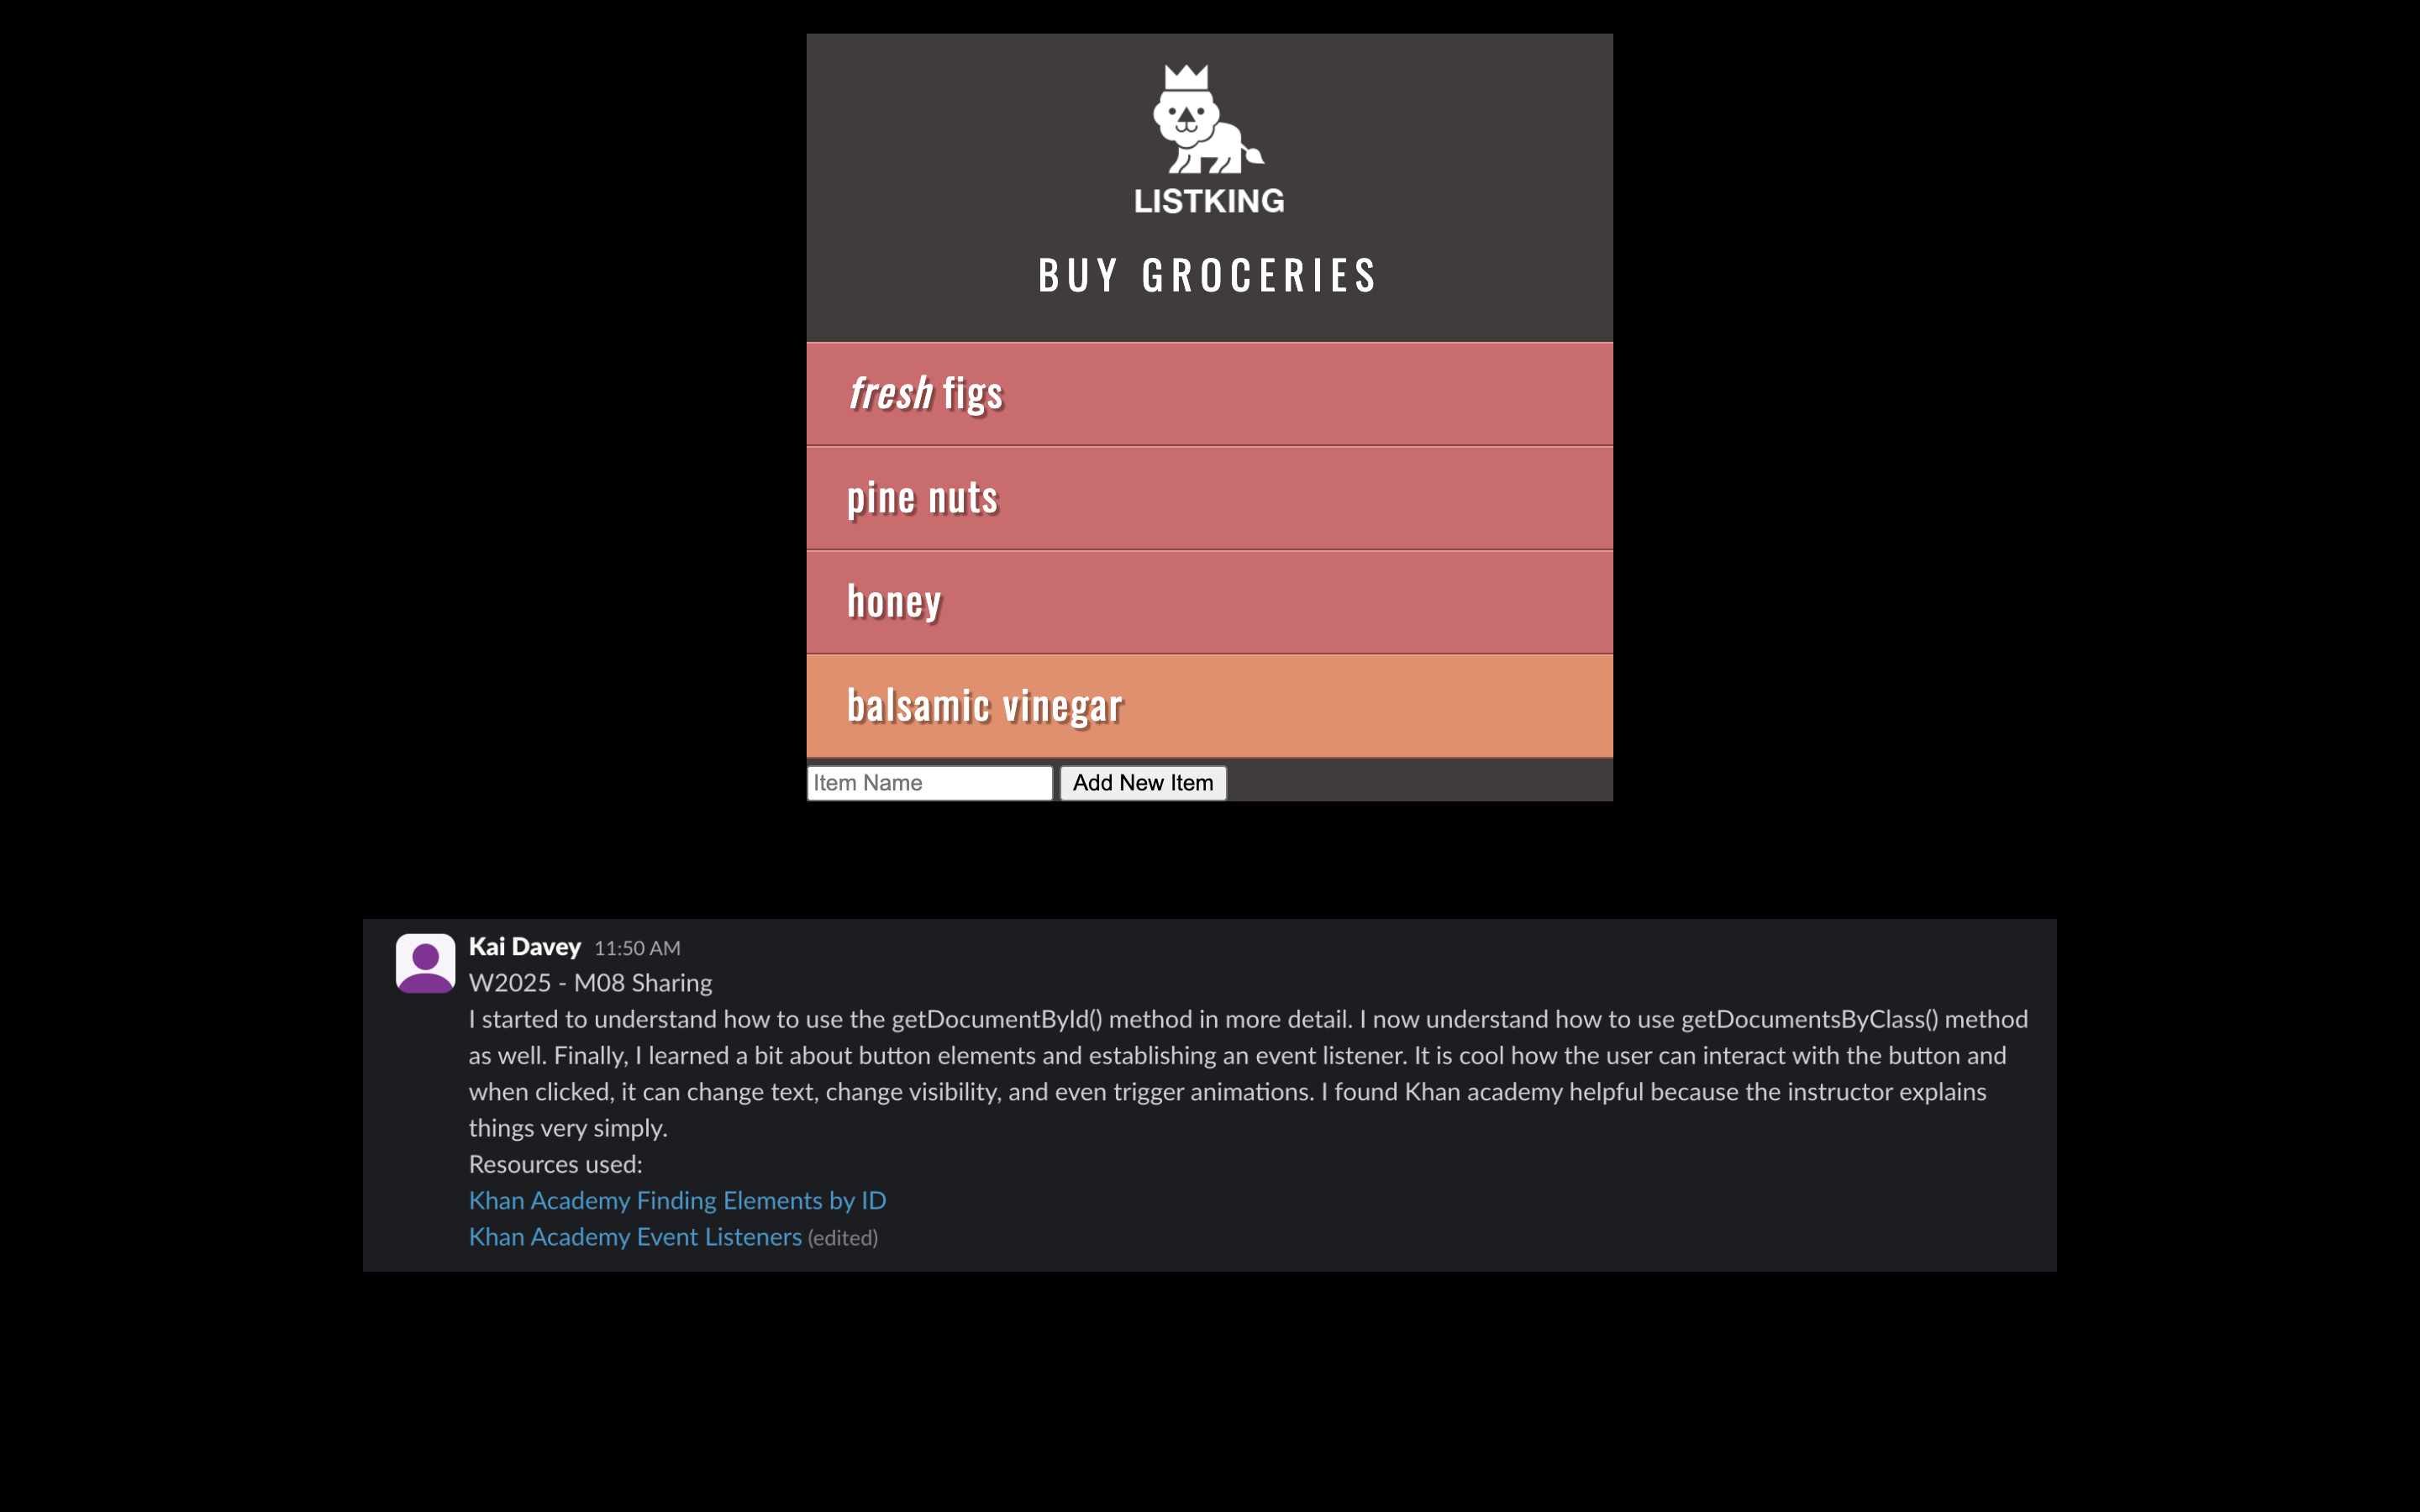 LISTKING
BUY GROCERIES
fresh figs
pine nuts
honey
balsamic vinegar
Item Name Add New Item
Kai Davey 11:50 AM
W2025 - M08 Sharing
I started to understand how to use the getDocumentById() method in more detail. I now understand how to use getDocumentsByClass() method
as well. Finally, I learned a bit about button elements and establishing an event listener. It is cool how the user can interact with the button and
when clicked, it can change text, change visibility, and even trigger animations. I found Khan academy helpful because the instructor explains
things very simply.
Resources used:
Khan Academy Finding Elements by ID
Khan Academy Event Listeners (edited)